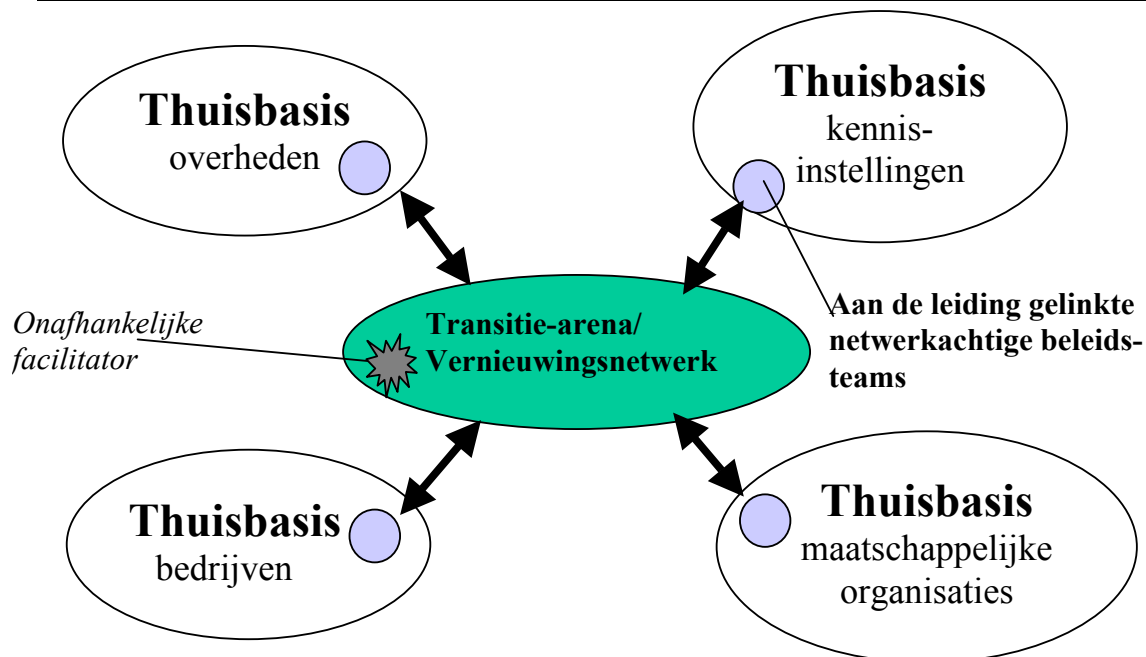 Thuisbasis
overheden
Thuisbasis
kennis-
instellingen
Onafhankelijke
facilitator
Transitie-arena/
Vernieuwingsnetwerk
Aan de leiding gelinkte
netwerkachtige beleids-
teams
Thuisbasis
bedrijven
Thuisbasis
maatschappelijke
organisaties